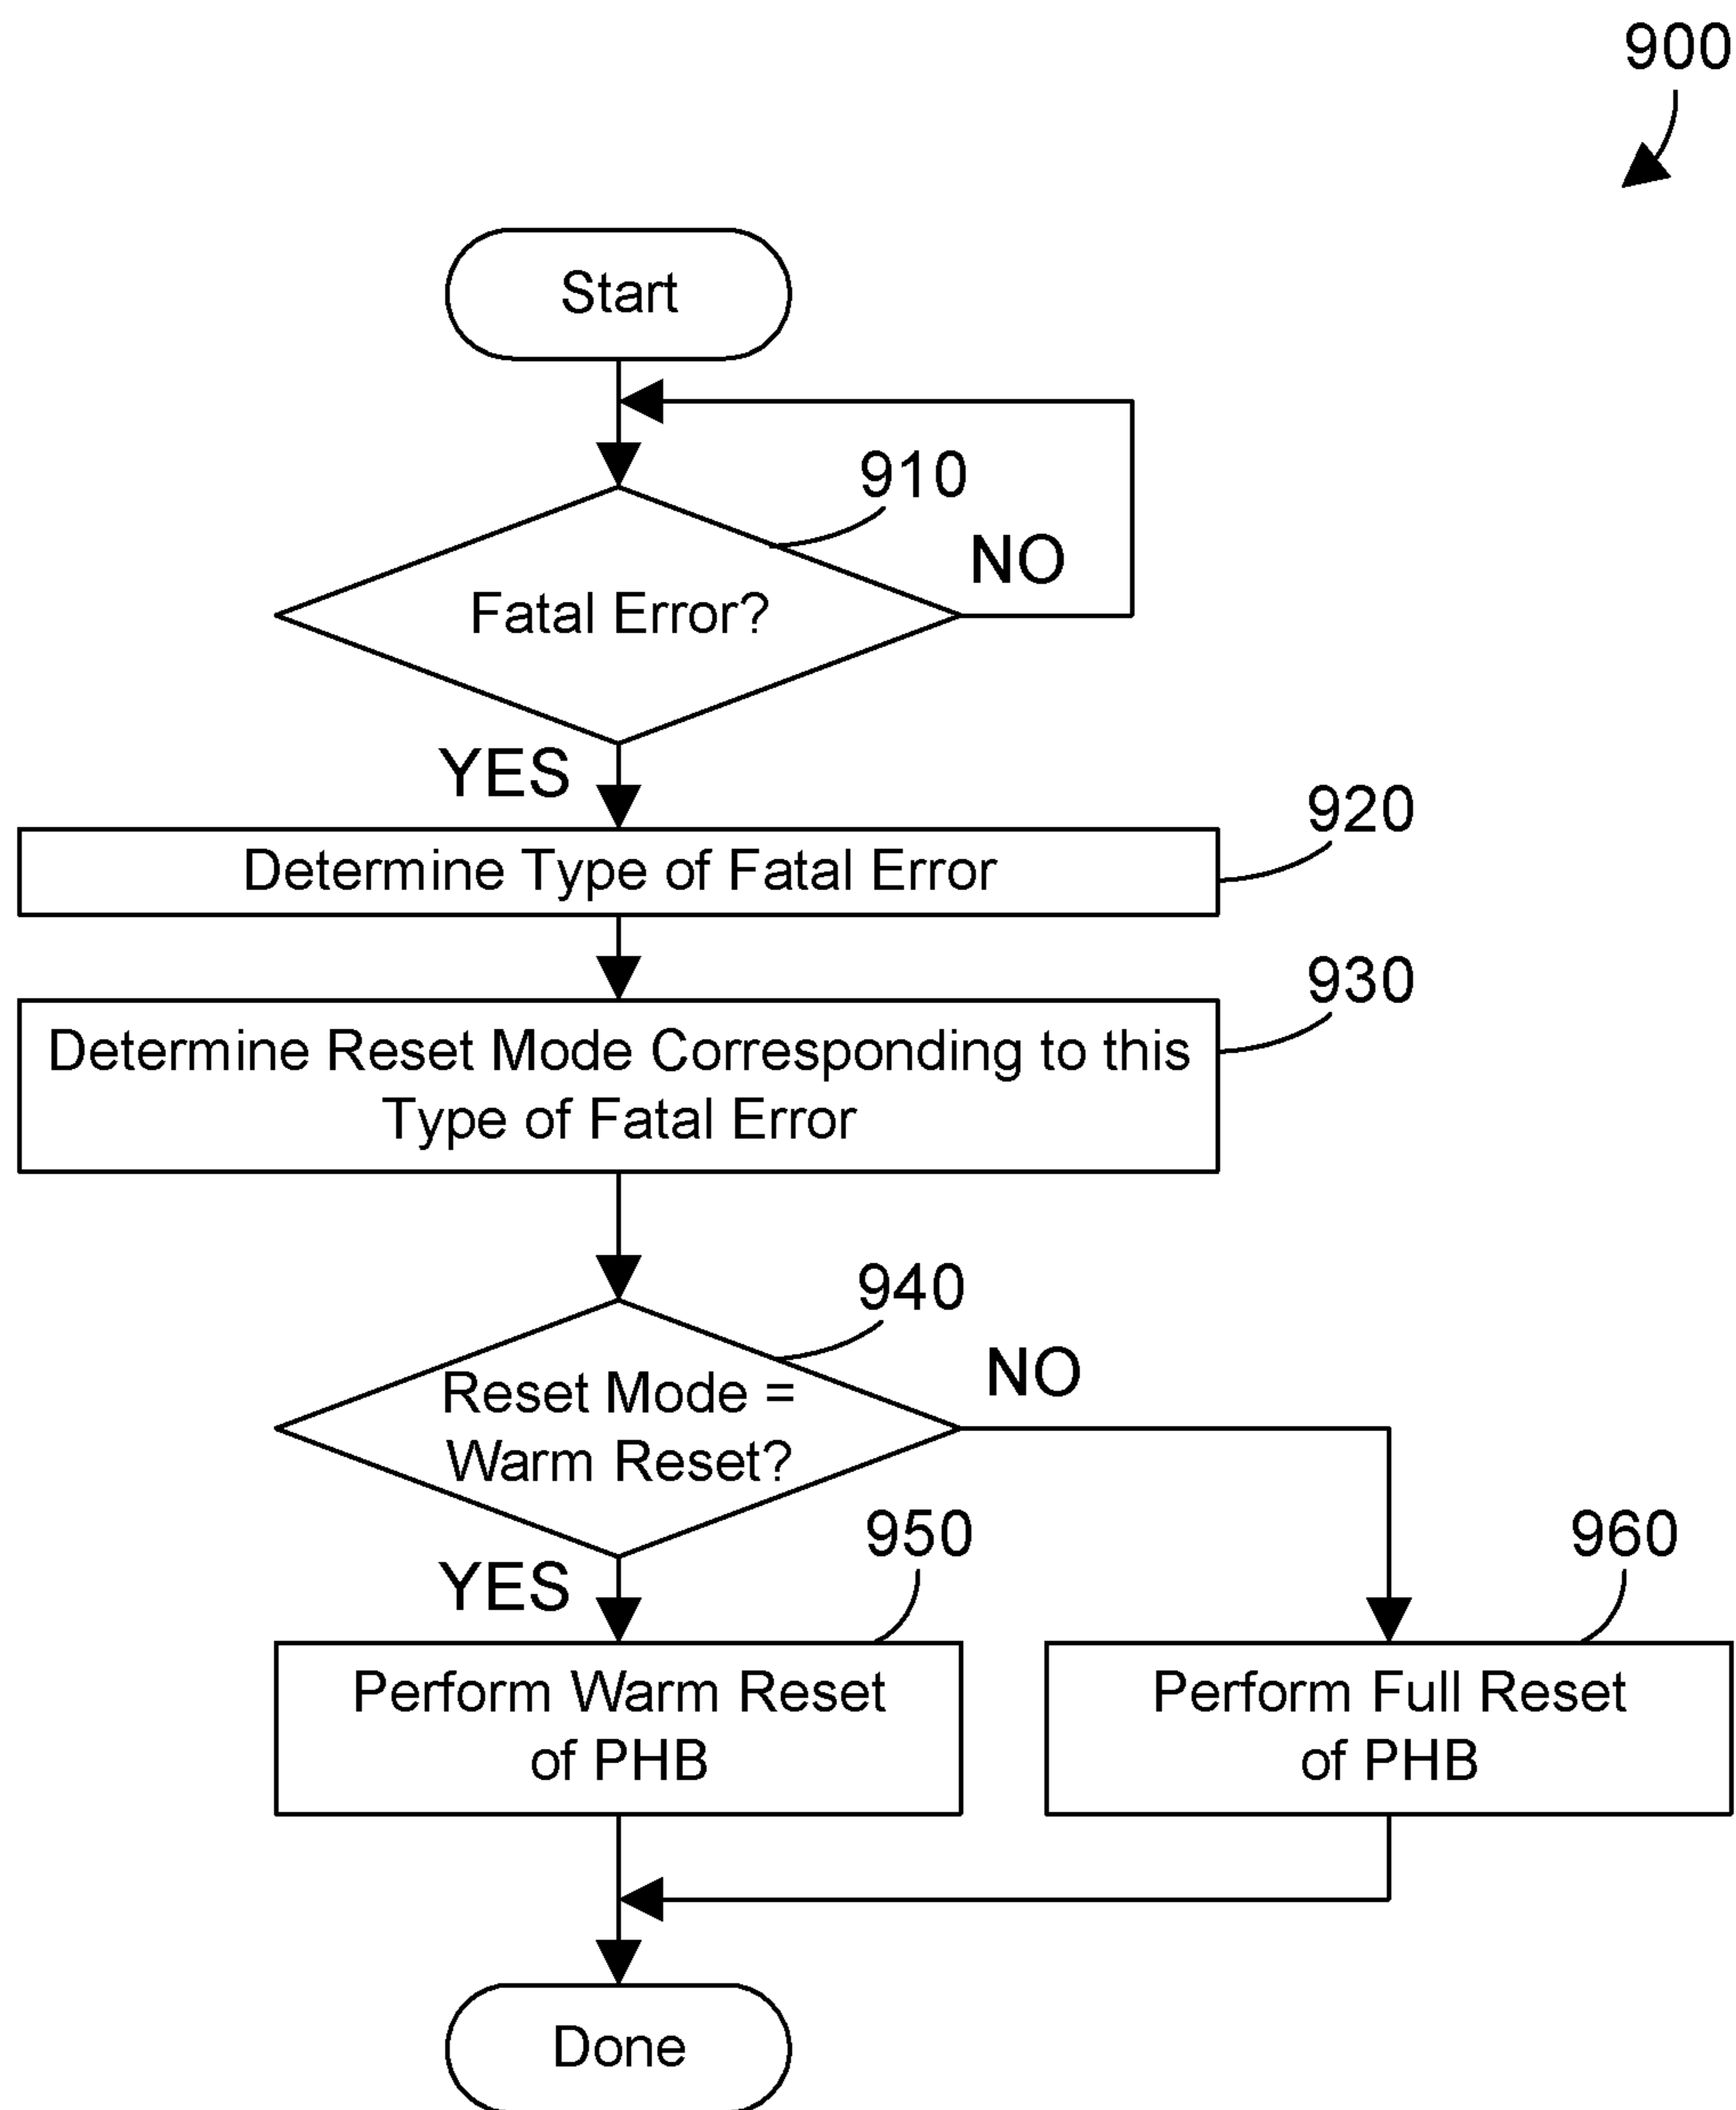 900
Start
910
NO
Fatal Error?
YES
920
Determine Type of Fatal Error
930
Determine Reset Mode Corresponding to this
Type of Fatal Error
940
NO
Reset Mode =
Warm Reset?
YES
950
960
Perform Warm Reset
of PHB
Perform Full Reset
of PHB
Done